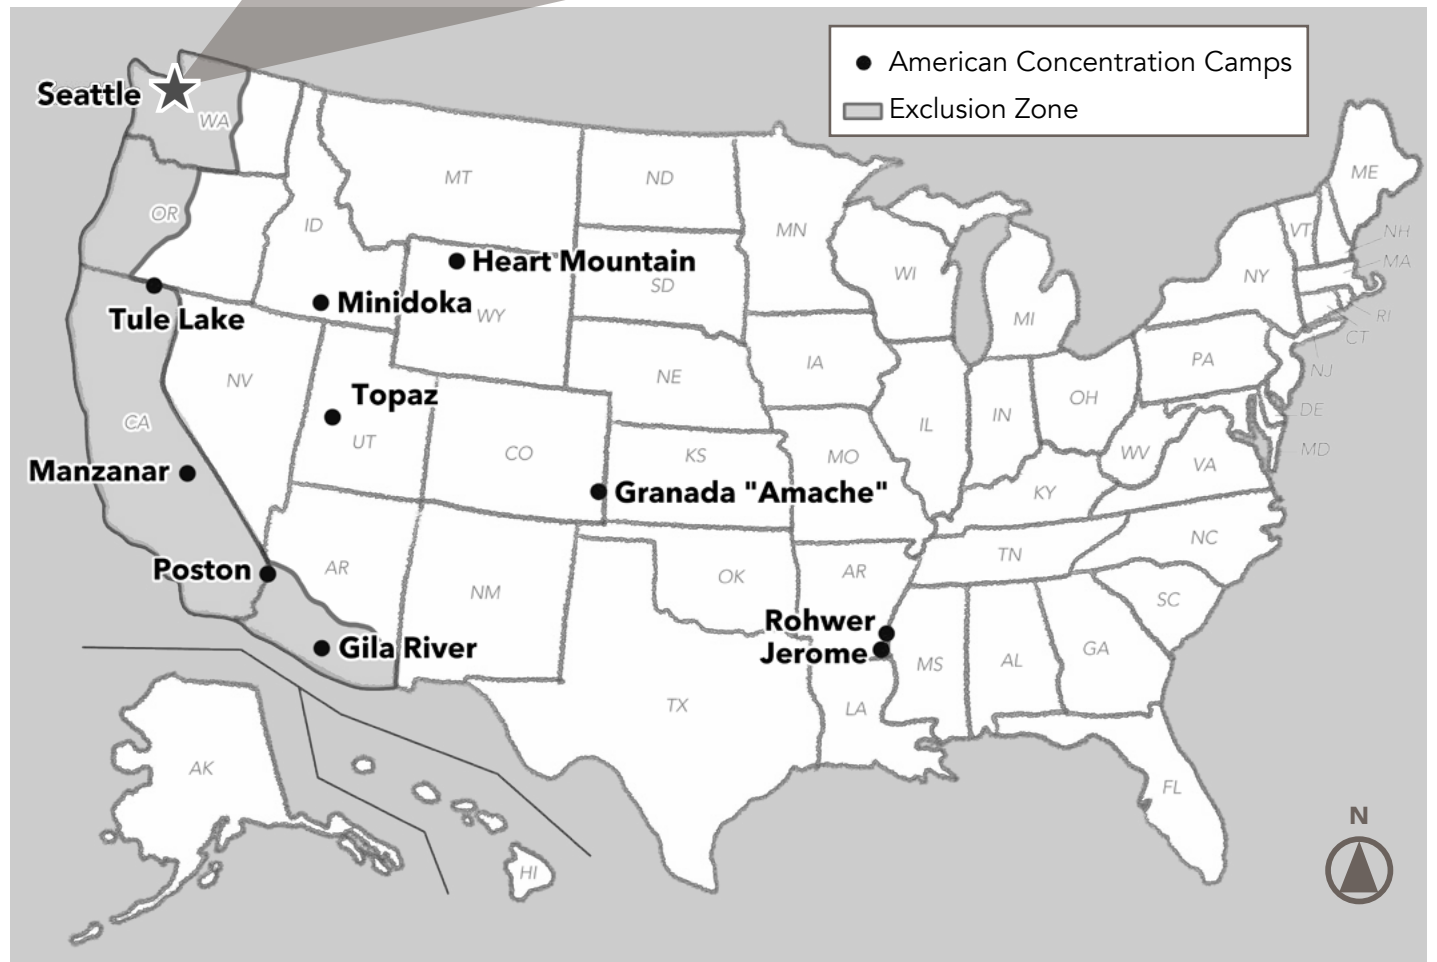 American Concentration Camps
Exclusion Zone
Seattle
WA
MT
ND
MN
ME
OR
ID
VT
NH
Heart Mountain
WI
NY
MA
SD
Minidoka
WY
MI
RI
Tule Lake
CT
NV
NE
IA
PA
NJ
Topaz
OH
DE
CA
UT
CO
KS
MO
IL
IN
WV
VA
MD
Manzanar
Granada "Amache"
KY
Poston
AR
NM
OK
AR
TN
NC
SC
Rohwer
Jerome
Gila River
MS
AL
GA
TX
LA
AK
FL
HI
N